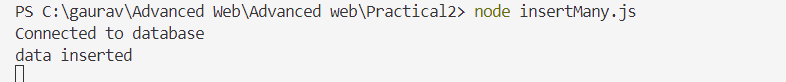 PS C:\gaurav\Advanced Web\Advanced web\Practical2> node insertMany.js
Connected to database
data inserted